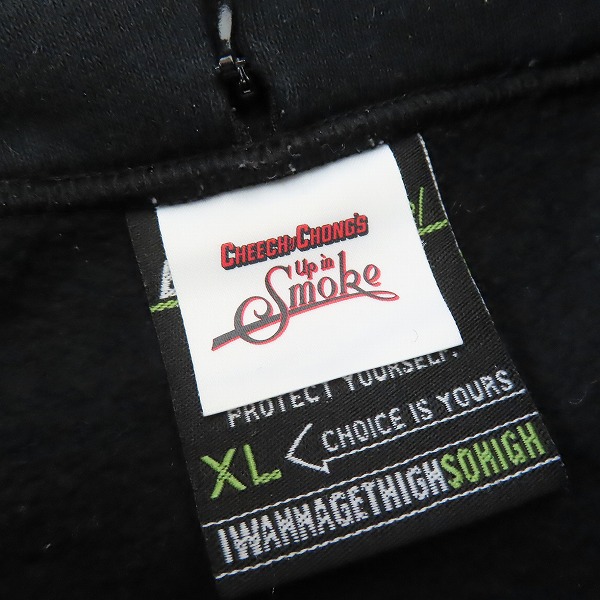 CHEECH & CHONG'S
Up in
Smoke
PROTECT YOURSELF.
XL CHOICE IS YOURS
IWANNAGETHIGHSOHIGH